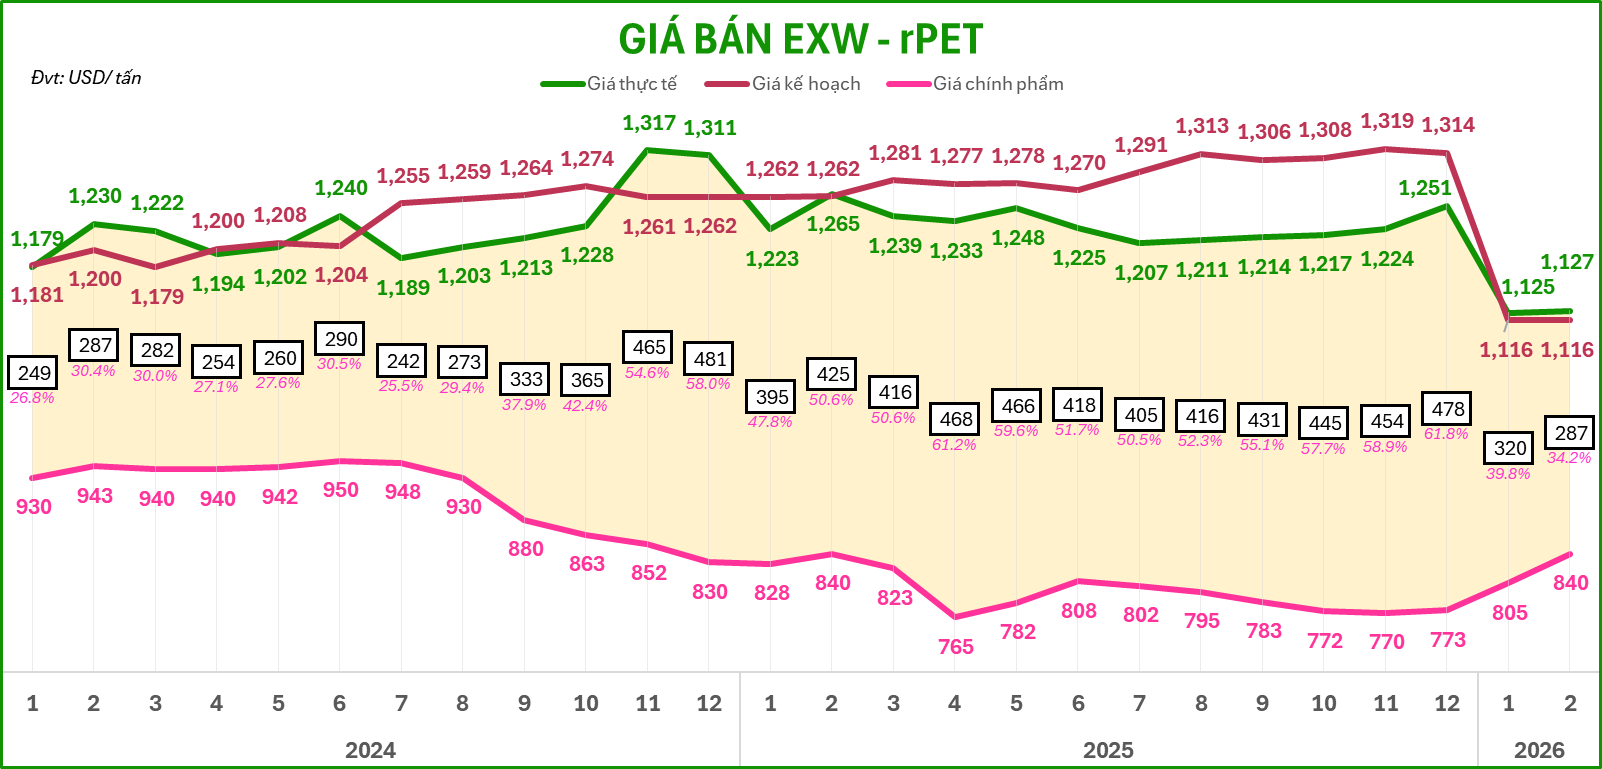 GIÁ BÁN EXW - rPET
Đvt: USD/ tấn
Giá thực tế Giá kế hoạch Giá chính phẩm
1,179 1,230 1,222 1,194 1,202 1,240 1,189 1,203 1,213 1,228 1,317 1,311 1,223 1,265 1,239 1,233 1,248 1,225 1,207 1,211 1,214 1,217 1,224 1,251 1,125 1,127
1,181 1,200 1,179 1,200 1,208 1,204 1,255 1,259 1,264 1,274 1,261 1,262 1,262 1,262 1,281 1,277 1,278 1,270 1,291 1,313 1,306 1,308 1,319 1,314 1,116 1,116
249 287 282 254 260 290 242 273 333 365 465 481 395 425 416 468 466 418 405 416 431 445 454 478 320 287
26.8% 30.4% 30.0% 27.1% 27.6% 30.5% 25.5% 29.4% 37.9% 42.4% 54.6% 58.0% 47.8% 50.6% 50.6% 61.2% 59.6% 51.7% 50.5% 52.3% 55.1% 57.7% 58.9% 61.8% 39.8% 34.2%
930 943 940 940 942 950 948 930 880 863 852 830 828 840 823 765 782 808 802 795 783 772 770 773 805 840
1 2 3 4 5 6 7 8 9 10 11 12 1 2 3 4 5 6 7 8 9 10 11 12 1 2
2024 2025 2026